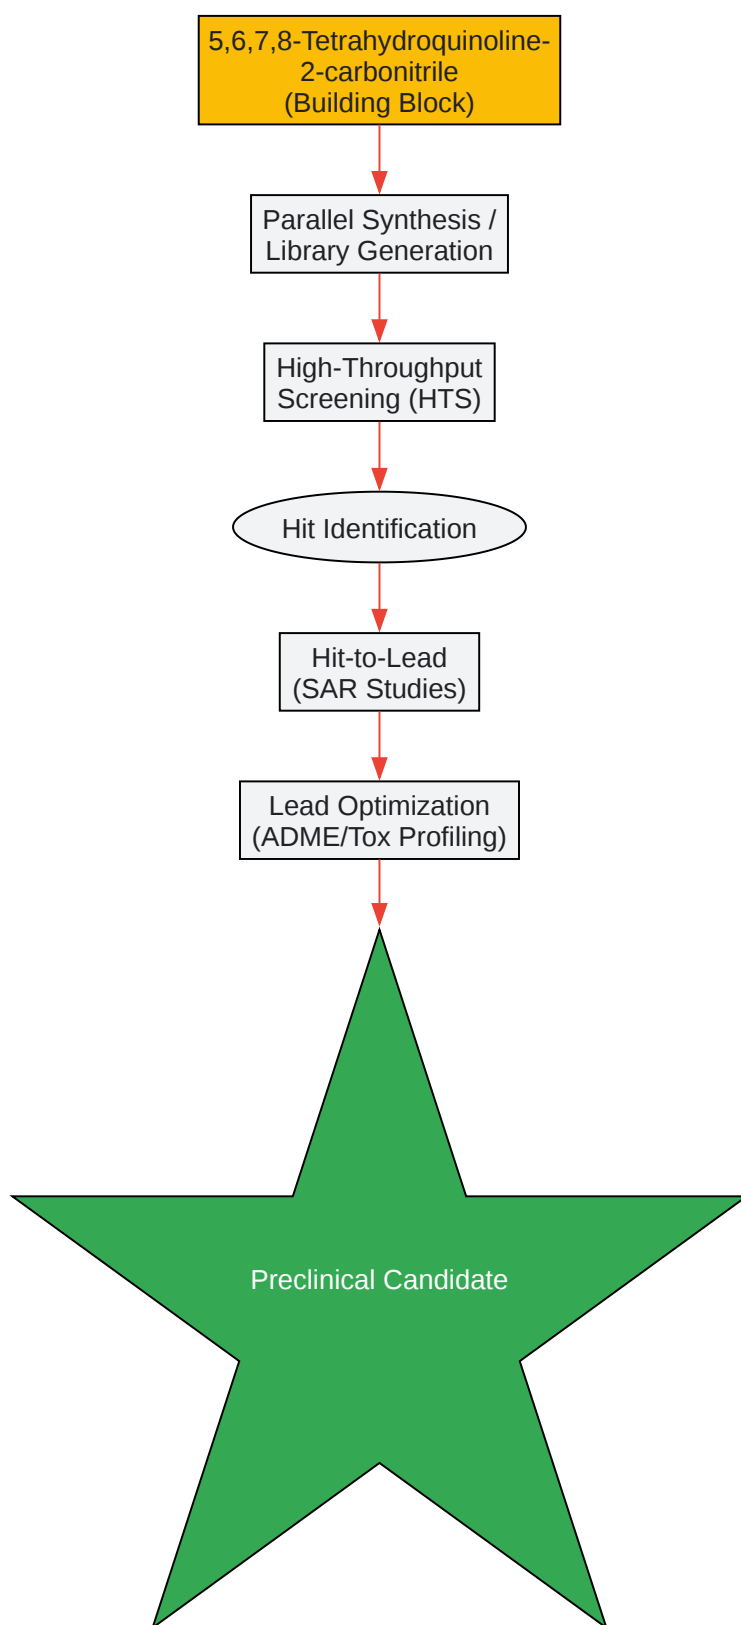 5,6,7,8-Tetrahydroquinoline-
2-carbonitrile
(Building Block)
Parallel Synthesis /
Library Generation
High-Throughput
Screening (HTS)
Hit Identification
Hit-to-Lead
(SAR Studies)
Lead Optimization
(ADME/Tox Profiling)
Preclinical Candidate